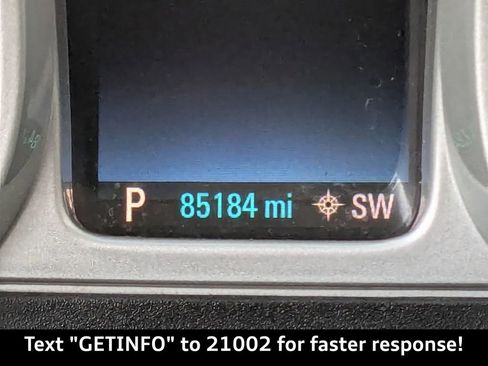 P 85184 mi SW
Text "GETINFO" to 21002 for faster response!